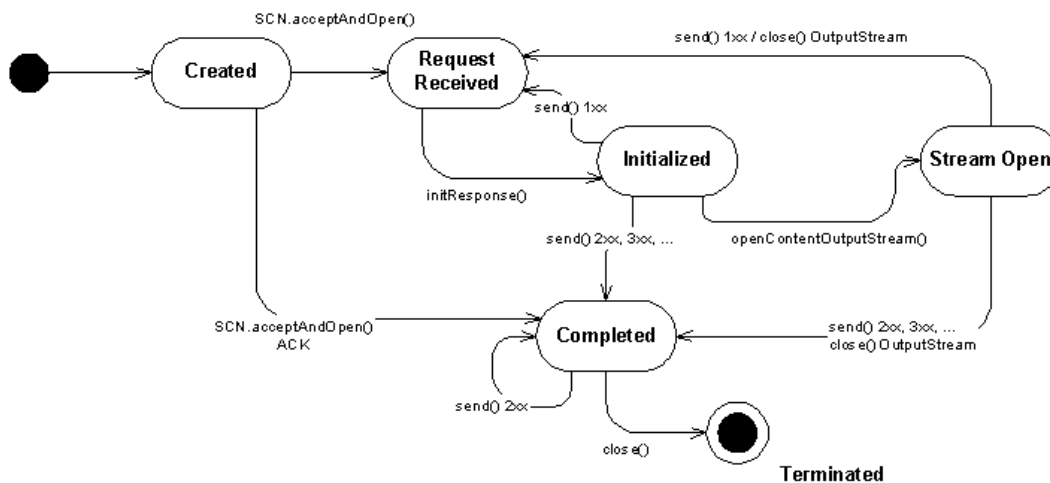 SCN.acceptAndOpen()
send() 1xx / close() OutputStream
Created
Request
Received
send() 1xx
Initialized
Stream Open
initResponse()
send() 2xx, 3xx, ...
openContentOutputStream()
SCN.acceptAndOpen()
ACK
Completed
send() 2xx, 3xx, ...
close() OutputStream
send() 2xx
close()
Terminated